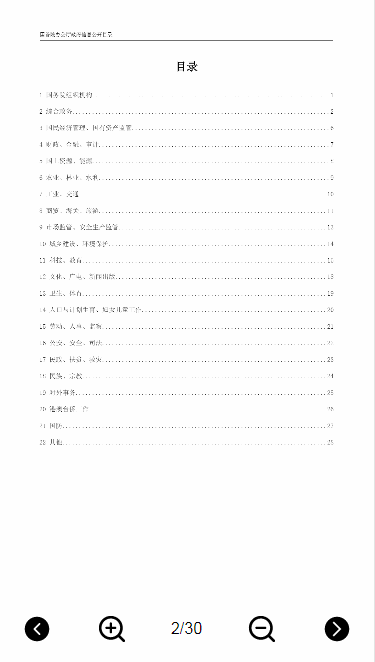 国务院办公厅政府信息公开目录
目录
1 国务院组织机构 1
2 综合政务 2
3 国民经济管理、国有资产监管 6
4 财政、金融、审计 7
5 国土资源、能源 8
6 农业、林业、水利 9
7 工业、交通 10
8 商贸、海关、旅游 11
9 市场监管、安全生产监管 12
10 城乡建设、环境保护 14
11 科技、教育
12 文化、广电、新闻出版
13 卫生、体育 19
14 人口与计划生育、妇女儿童工作 20
15 劳动、人事、监察 21
16 公安、安全、司法
17 民政、扶贫、救灾 23
18 民族、宗教 24
19 对外事务 25
20 港澳台侨工作 26
21 国防 27
22 其他
2/30